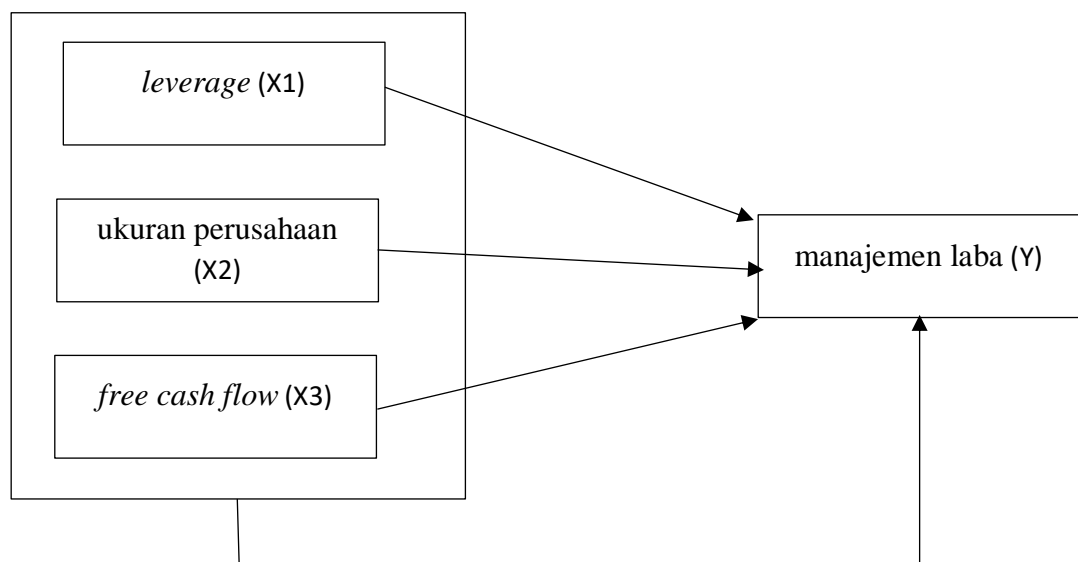 leverage (X1)
ukuran perusahaan
(X2)
free cash flow (X3)
manajemen laba (Y)